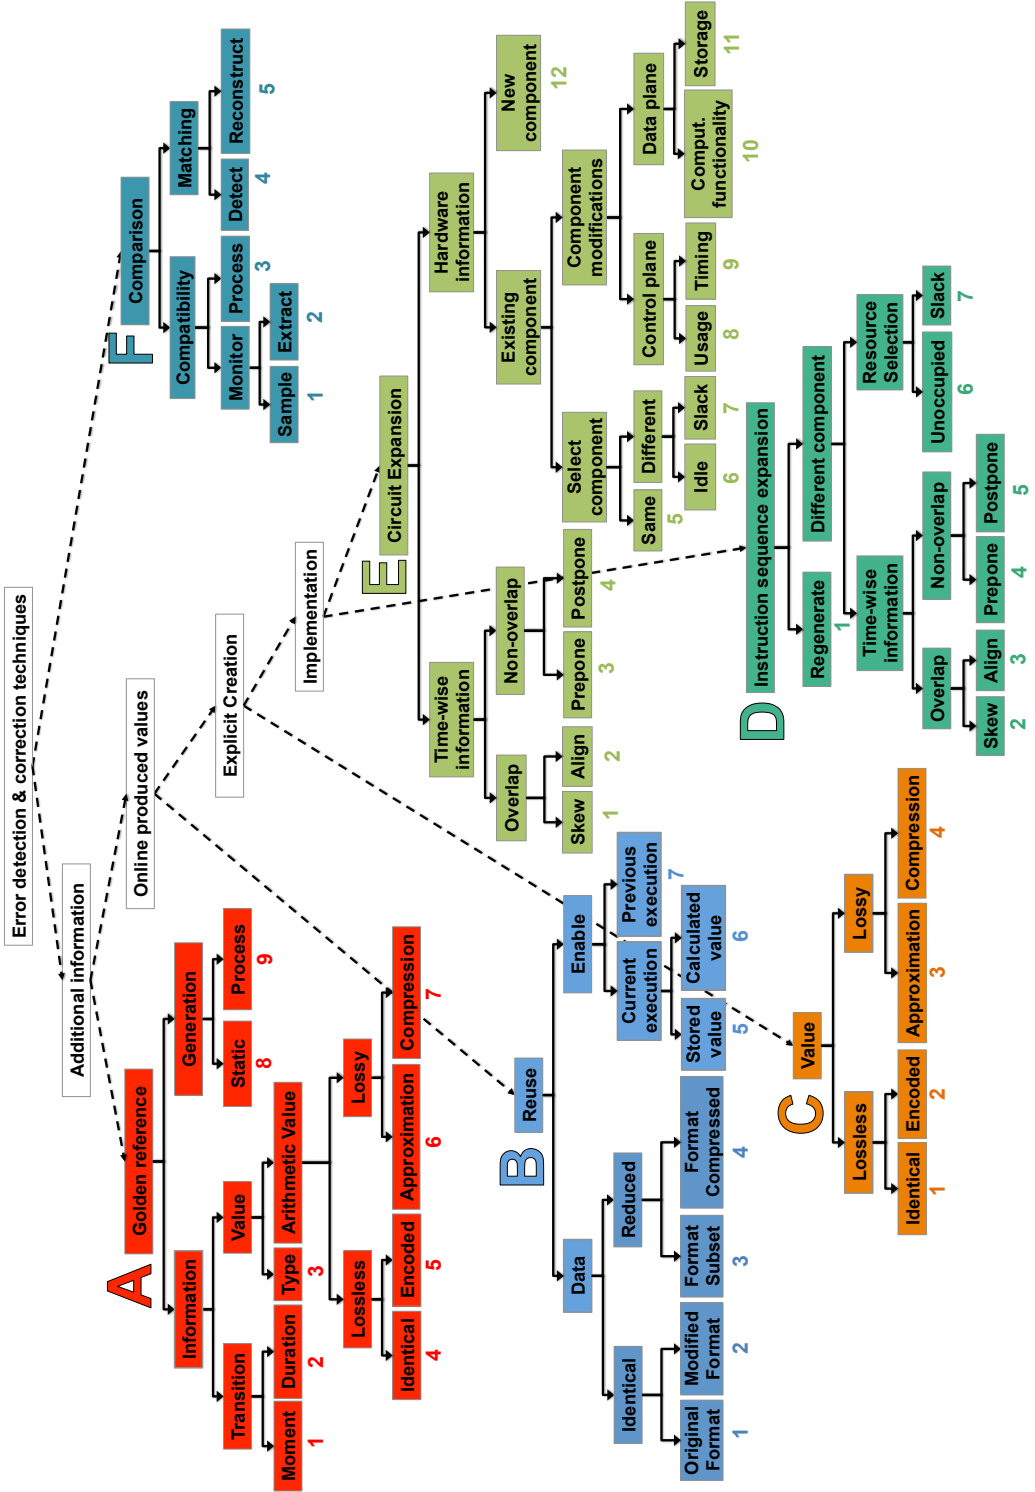 Error detection & correction techniques
Additional information
Online produced values
Explicit Creation
Implementation
A
Golden reference
Information
Generation
Transition
Value
Static
8
Process
9
Moment
1
Duration
2
Type
3
Arithmetic Value
Lossless
Lossy
Identical
4
Encoded
5
Approximation
6
Compression
7
B
Reuse
Data
Enable
Identical
Reduced
Current
execution
Previous
execution
7
Original
Format
1
Modified
Format
2
Format
Subset
3
Format
Compressed
4
Stored
value
5
Calculated
value
6
C
Value
Lossless
Lossy
Identical
1
Encoded
2
Approximation
3
Compression
4
D
Instruction sequence expansion
Regenerate
1
Different component
Time-wise
information
Resource
Selection
Overlap
Non-overlap
Unoccupied
6
Slack
7
Skew
2
Align
3
Prepone
4
Postpone
5
E
Circuit Expansion
Time-wise
information
Hardware
information
Overlap
Non-overlap
Existing
component
New
component
12
Skew
1
Align
2
Prepone
3
Postpone
4
Select
component
Component
modifications
Same
5
Different
Control plane
Data plane
Idle
6
Slack
7
Usage
8
Timing
9
Comput.
functionality
10
Storage
11
F
Comparison
Compatibility
Matching
Monitor
Process
3
Detect
4
Reconstruct
5
Sample
1
Extract
2